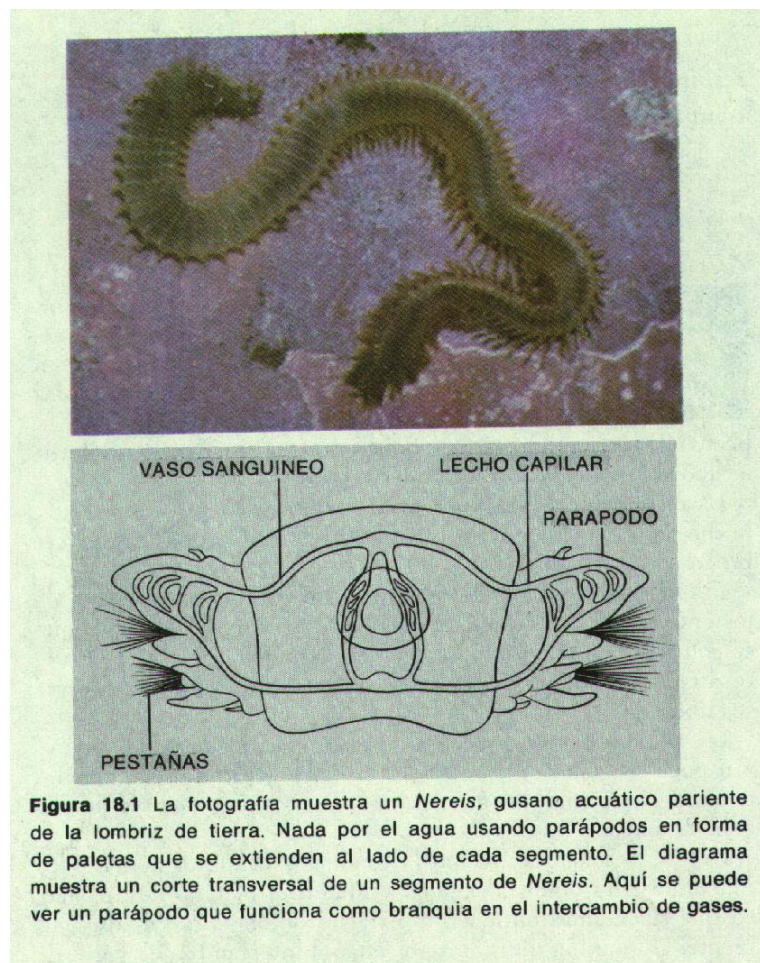 VASO SANGUINEO
LECHO CAPILAR
PARAPODO
PESTAÑAS
Figura 18.1 La fotografía muestra un Nereis, gusano acuático pariente
de la lombriz de tierra. Nada por el agua usando parápodos en forma
de paletas que se extienden al lado de cada segmento. El diagrama
muestra un corte transversal de un segmento de Nereis. Aquí se puede
ver un parápodo que funciona como branquia en el intercambio de gases.